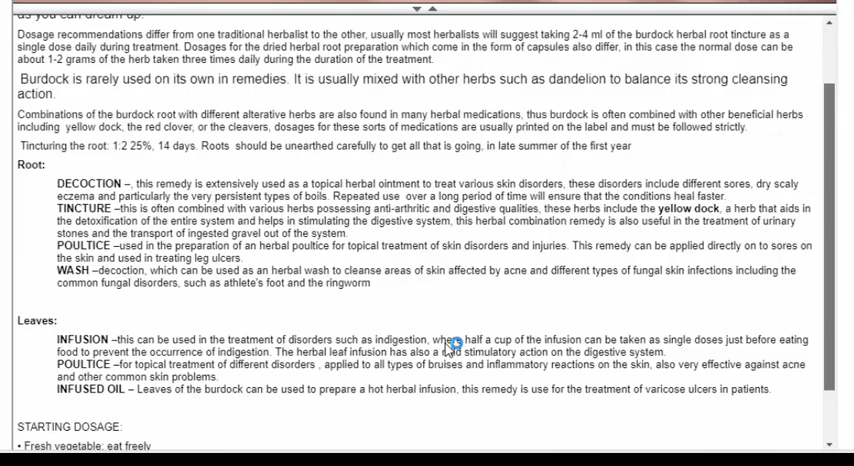 as you can dream up.
Dosage recommendations differ from one traditional herbalist to the other, usually most herbalists will suggest taking 2-4 ml of the burdock herbal root tincture as a
single dose daily during treatment. Dosages for the dried herbal root preparation which come in the form of capsules also differ, in this case the normal dose can be
about 1-2 grams of the herb taken three times daily during the duration of the treatment.
Burdock is rarely used on its own in remedies. It is usually mixed with other herbs such as dandelion to balance its strong cleansing
action.
Combinations of the burdock root with different alterative herbs are also found in many herbal medications, thus burdock is often combined with other beneficial herbs
including yellow dock, the red clover, or the cleavers, dosages for these sorts of medications are usually printed on the label and must be followed strictly.
Tincturing the root: 1:2 25%, 14 days. Roots should be unearthed carefully to get all that is going, in late summer of the first year
Root:
DECOCTION –, this remedy is extensively used as a topical herbal ointment to treat various skin disorders, these disorders include different sores, dry scaly
eczema and particularly the very persistent types of boils. Repeated use over a long period of time will ensure that the conditions heal faster.
TINCTURE –this is often combined with various herbs possessing anti-arthritic and digestive qualities, these herbs include the yellow dock, a herb that aids in
the detoxification of the entire system and helps in stimulating the digestive system, this herbal combination remedy is also useful in the treatment of urinary
stones and the transport of ingested gravel out of the system.
POULTICE –used in the preparation of an herbal poultice for topical treatment of skin disorders and injuries. This remedy can be applied directly on to sores on
the skin and used in treating leg ulcers.
WASH –decoction, which can be used as an herbal wash to cleanse areas of skin affected by acne and different types of fungal skin infections including the
common fungal disorders, such as athlete's foot and the ringworm
Leaves:
INFUSION –this can be used in the treatment of disorders such as indigestion, where half a cup of the infusion can be taken as single doses just before eating
food to prevent the occurrence of indigestion. The herbal leaf infusion has also a stimulatory action on the digestive system.
POULTICE –for topical treatment of different disorders , applied to all types of bruises and inflammatory reactions on the skin, also very effective against acne
and other common skin problems.
INFUSED OIL – Leaves of the burdock can be used to prepare a hot herbal infusion, this remedy is use for the treatment of varicose ulcers in patients.
STARTING DOSAGE:
• Fresh vegetable: eat freely